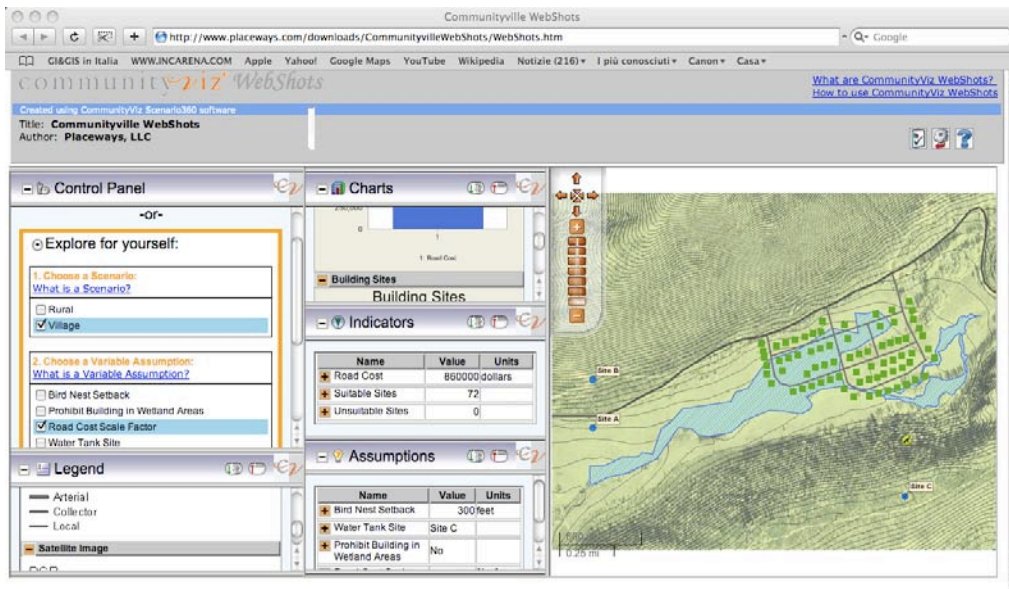 Communityville WebShots
http://www.placeways.com/downloads/CommunityvilleWebShots/WebShots.htm
Google
GI&GIS in Italia WWW.INCARENA.COM Apple Yahoo! Google Maps YouTube Wikipedia Notizie (216) I più conosciuti Canon Casa
community viz WebShots
What are CommunityViz WebShots?
How to use CommunityViz WebShots
Created using CommunityViz Scenario360 software
Title: Communityville WebShots
Author: Placeways, LLC
Control Panel
-or-
Explore for yourself:
1. Choose a Scenario:
What is a Scenario?
Rural
Village
2. Choose a Variable Assumption:
What is a Variable Assumption?
Bird Nest Setback
Prohibit Building in Wetland Areas
Road Cost Scale Factor
Water Tank Site
Legend
Arterial
Collector
Local
Satellite Image
Charts
0
1
1. Road Cost
Building Sites
Building Sites
Indicators
Name Value Units
Road Cost 860000 dollars
Suitable Sites 72
Unsuitable Sites 0
Assumptions
Name Value Units
Bird Nest Setback 300 feet
Water Tank Site Site C
Prohibit Building in No
Wetland Areas
Site B
Site A
Site C
0.25 mi